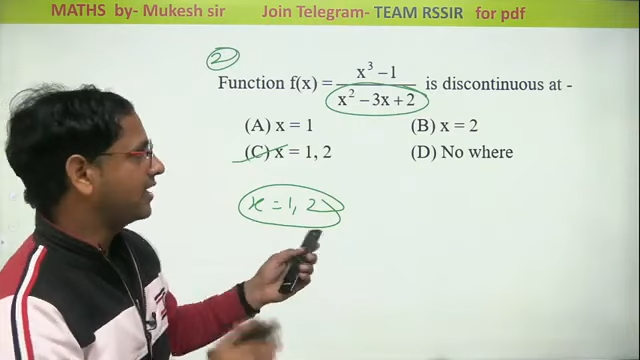 MATHS by- Mukesh sir Join Telegram- TEAM RSSIR for pdf
2
Function f(x) = (x³ − 1)/(x² − 3x + 2) is discontinuous at -
(A) x = 1 (B) x = 2
(C) x = 1, 2 (D) No where
x = 1, 2